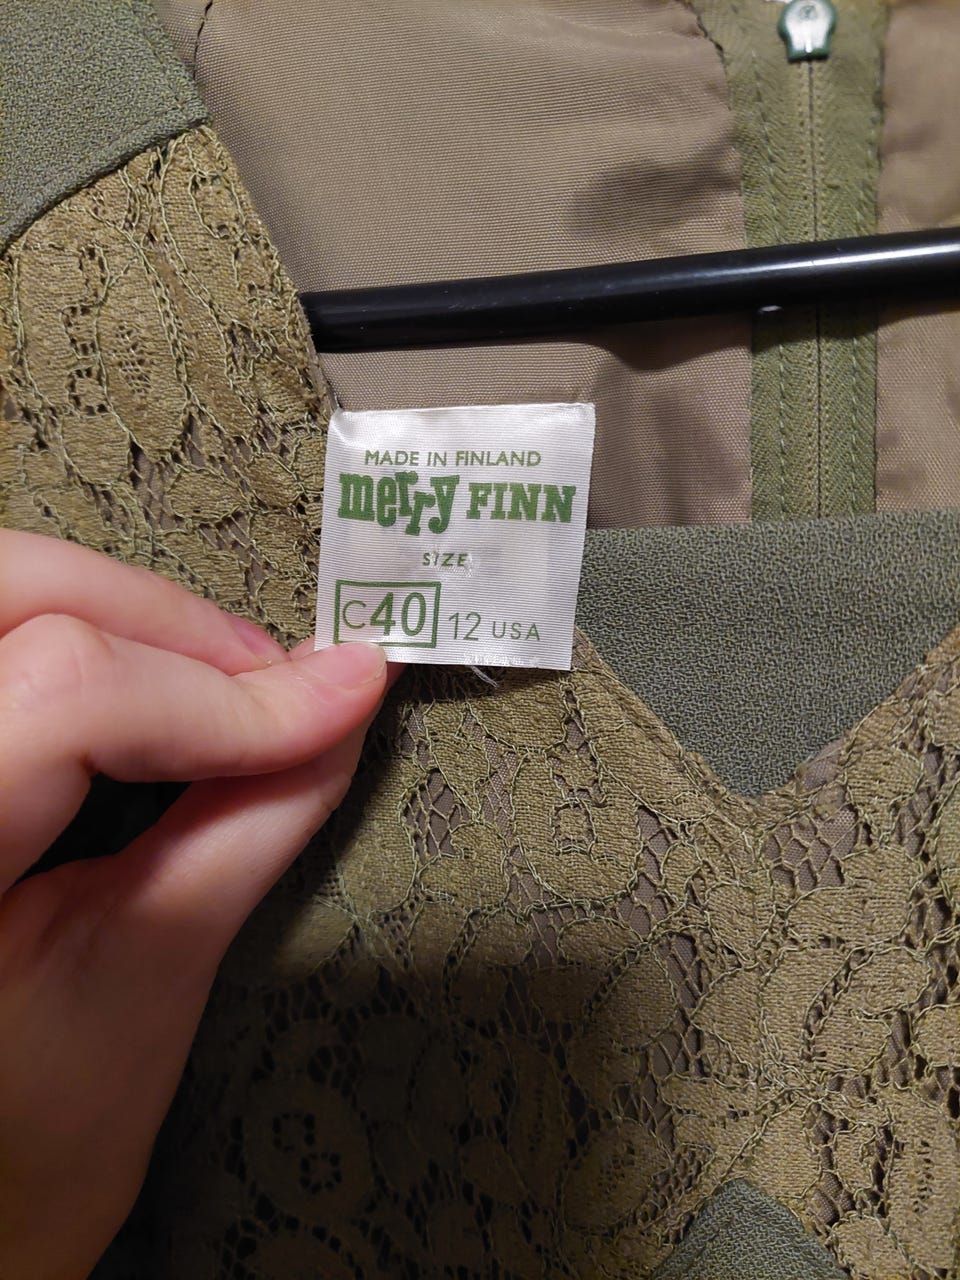 MADE IN FINLAND
merry FINN
SIZE
C40 12 USA